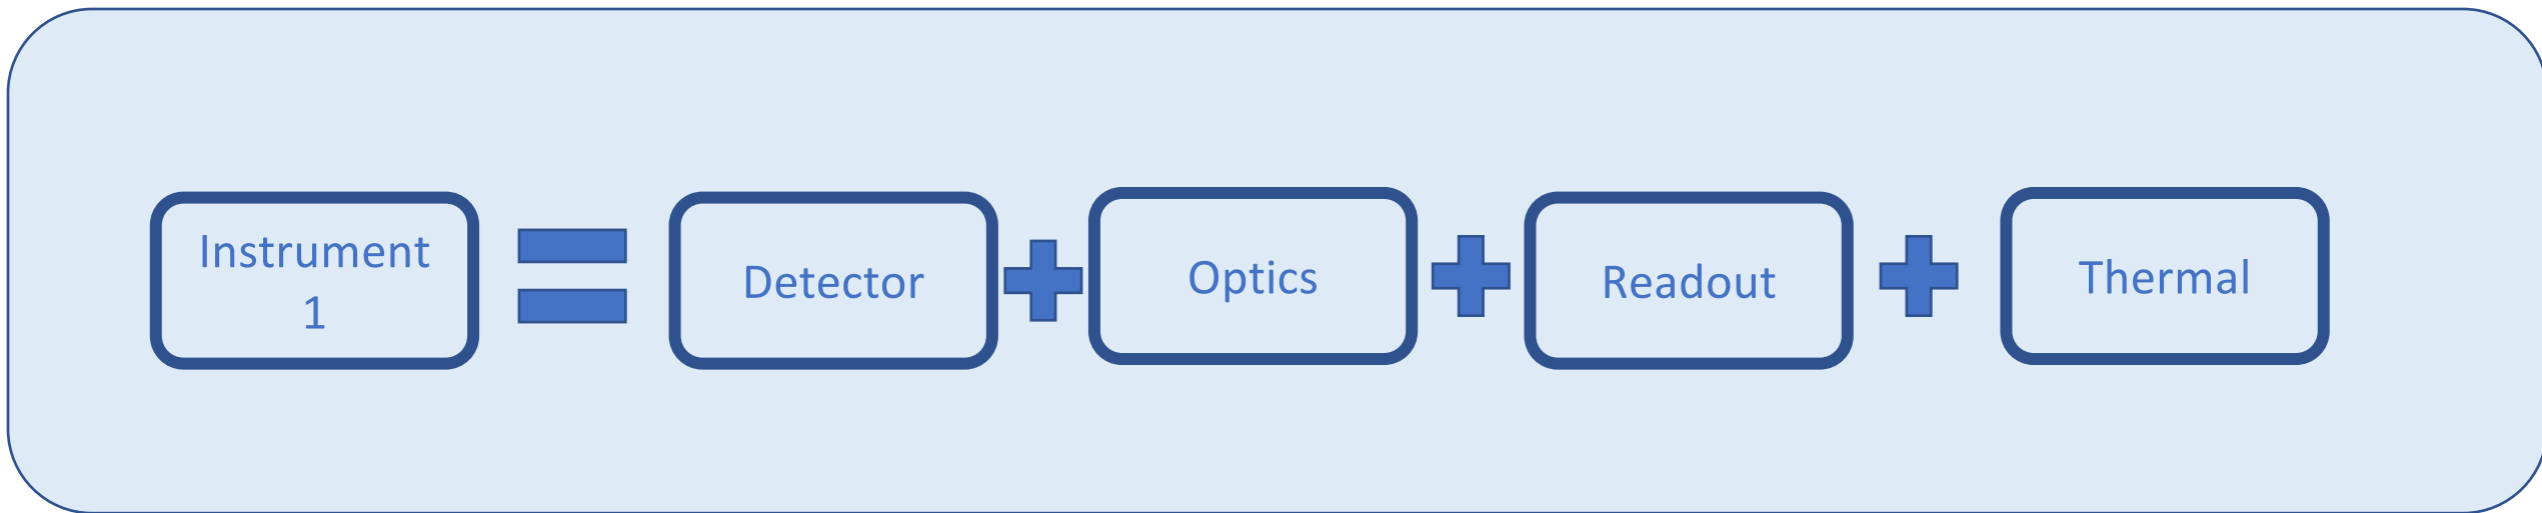 Instrument
1
Detector
Optics
Readout
Thermal